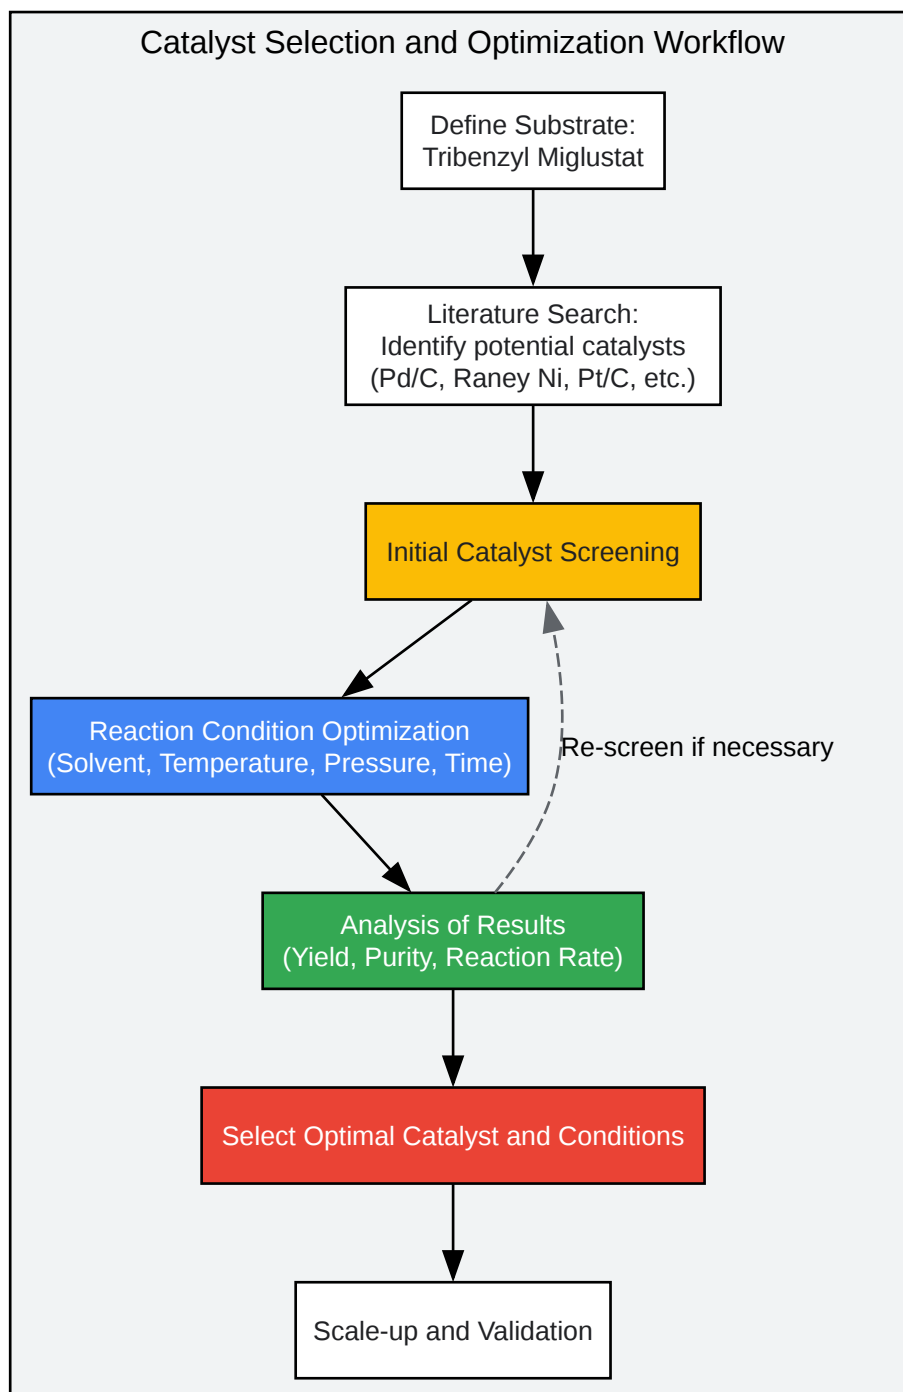 Catalyst Selection and Optimization Workflow
Define Substrate:
Tribenzyl Miglustat
Literature Search:
Identify potential catalysts
(Pd/C, Raney Ni, Pt/C, etc.)
Initial Catalyst Screening
Reaction Condition Optimization
(Solvent, Temperature, Pressure, Time)
Re-screen if necessary
Analysis of Results
(Yield, Purity, Reaction Rate)
Select Optimal Catalyst and Conditions
Scale-up and Validation